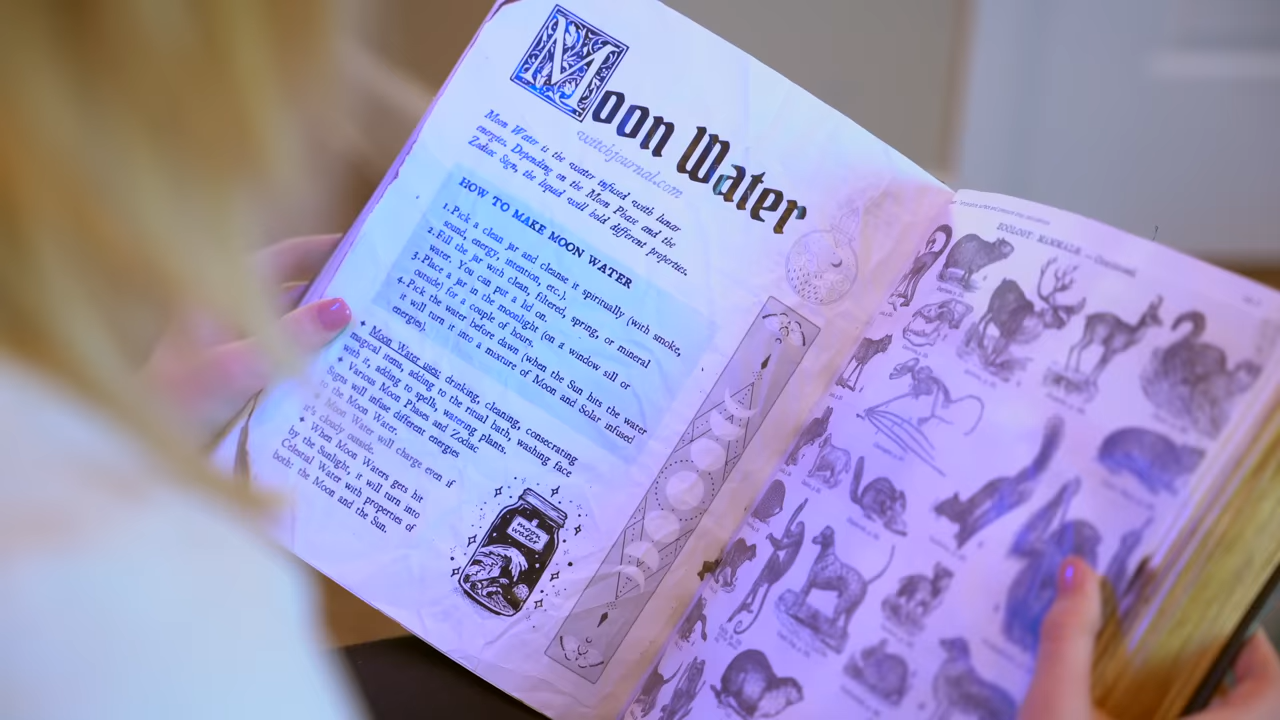 Moon Water
witchjournal.com
Moon Water is the water infused with lunar
energies. Depending on the Moon Phase and the
Zodiac Sign, the liquid will hold different properties.
HOW TO MAKE MOON WATER
1. Pick a clean jar and cleanse it spiritually (with smoke,
sound, energy, intention, etc.).
2. Fill the jar with clean, filtered, spring, or mineral
water. You can put a lid on.
3. Place a jar in the moonlight (on a window sill or
outside) for a couple of hours.
4. Pick the water before dawn (when the Sun hits the water
it will turn it into a mixture of Moon and Solar infused
energies).
✦ Moon Water uses: drinking, cleaning, consecrating
magical items, adding to the ritual bath, washing face
with it, adding to spells, watering plants.
✦ Various Moon Phases and Zodiac
Signs will infuse different energies
to the Moon Water.
✦ Moon Water will charge even if
it's cloudy outside.
✦ When Moon Waters gets hit
by the Sunlight, it will turn into
Celestial Water with properties of
both: the Moon and the Sun.
moon
water
ZOÖLOGY: MAMMALIA